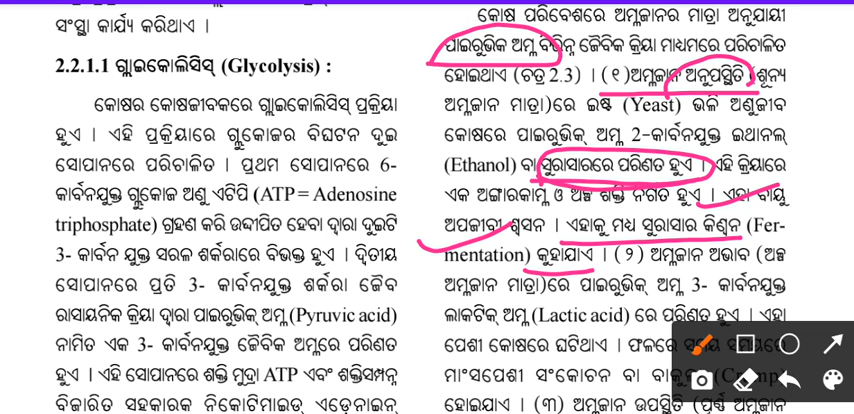 ସଂସ୍ଥା କାର୍ଯ୍ୟ କରିଥାଏ ।
2.2.1.1 ଗ୍ଲାଇକୋଲିସିସ୍ (Glycolysis) :
କୋଷର କୋଷଜୀବକରେ ଗ୍ଲାଇକୋଲିସିସ୍ ପ୍ରକ୍ରିୟା
ହୁଏ । ଏହି ପ୍ରକ୍ରିୟାରେ ଗ୍ଲୁକୋଜର ବିଘଟନ ଦୁଇ
ସୋପାନରେ ପରିଚାଳିତ । ପ୍ରଥମ ସୋପାନରେ 6-
କାର୍ବନଯୁକ୍ତ ଗ୍ଲୁକୋଜ ଅଣୁ ଏଟିପି (ATP = Adenosine
triphosphate) ଗ୍ରହଣ କରି ଉଦ୍ଦୀପିତ ହେବା ଦ୍ୱାରା ଦୁଇଟି
3- କାର୍ବନ ଯୁକ୍ତ ସରଳ ଶର୍କରାରେ ବିଭକ୍ତ ହୁଏ । ଦ୍ୱିତୀୟ
ସୋପାନରେ ପ୍ରତି 3- କାର୍ବନଯୁକ୍ତ ଶର୍କରା ଜୈବ
ରାସାୟନିକ କ୍ରିୟା ଦ୍ୱାରା ପାଇରୁଭିକ୍ ଅମ୍ଳ (Pyruvic acid)
ନାମିତ ଏକ 3- କାର୍ବନଯୁକ୍ତ ଜୈବିକ ଅମ୍ଳରେ ପରିଣତ
ହୁଏ । ଏହି ସୋପାନରେ ଶକ୍ତି ମୁଦ୍ରା ATP ଏବଂ ଶକ୍ତିସମ୍ପନ୍ନ
ବିଜାରିତ ସହକାରକ ନିକୋଟିମାଇଡ୍ ଏଡ଼େନାଇନ୍
କୋଷ ପରିବେଶରେ ଅମ୍ଳଜାନର ମାତ୍ରା ଅନୁଯାୟୀ
ପାଇରୁଭିକ ଅମ୍ଳ ବିଭିନ୍ନ ଜୈବିକ କ୍ରିୟା ମାଧ୍ୟମରେ ପରିଚାଳିତ
ହୋଇଥାଏ (ଚିତ୍ର 2.3) । (୧) ଅମ୍ଳଜାନ ଅନୁପସ୍ଥିତି (ଶୂନ୍ୟ
ଅମ୍ଳଜାନ ମାତ୍ରା)ରେ ଇଷ୍ଟ (Yeast) ଭଳି ଅଣୁଜୀବ
କୋଷରେ ପାଇରୁଭିକ୍ ଅମ୍ଳ 2-କାର୍ବନଯୁକ୍ତ ଇଥାନଲ୍
(Ethanol) ବା ସୁରାସାରରେ ପରିଣତ ହୁଏ । ଏହି କ୍ରିୟାରେ
ଏକ ଅଙ୍ଗାରକାମ୍ଳ ଓ ଅଳ୍ପ ଶକ୍ତି ନିର୍ଗତ ହୁଏ । ଏହା ବାୟୁ
ଅପଜୀବୀ ଶ୍ୱସନ । ଏହାକୁ ମଧ୍ୟ ସୁରାସାର କିଣ୍ୱନ (Fer-
mentation) କୁହାଯାଏ । (୨) ଅମ୍ଳଜାନ ଅଭାବ (ଅଳ୍ପ
ଅମ୍ଳଜାନ ମାତ୍ରା)ରେ ପାଇରୁଭିକ୍ ଅମ୍ଳ 3- କାର୍ବନଯୁକ୍ତ
ଲାକଟିକ୍ ଅମ୍ଳ (Lactic acid) ରେ ପରିଣତ ହୁଏ । ଏହା
ପେଶୀ କୋଷରେ ଘଟିଥାଏ । ଫଳରେ
ମାଂସପେଶୀ ସଂକୋଚନ ବା
ହୋଇଯାଏ । (୩) ଅମ୍ଳଜାନ ଉପସ୍ଥିତି (ପୂର୍ଣ୍ଣ ଅମ୍ଳଜାନ